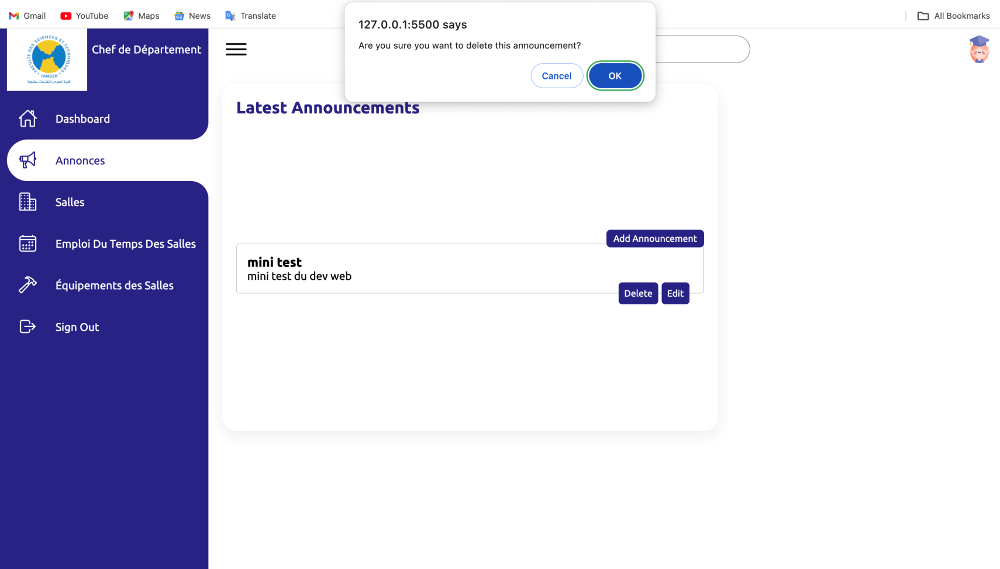 Gmail YouTube Maps News Translate All Bookmarks
127.0.0.1:5500 says
Are you sure you want to delete this announcement?
Cancel OK
FACULTE DES SCIENCES ET TECHNIQUES
TANGER
كلية العلوم والتقنيات - طنجة
Chef de Département
Dashboard
Annonces
Salles
Emploi Du Temps Des Salles
Équipements des Salles
Sign Out
Latest Announcements
Add Announcement
mini test
mini test du dev web
Delete Edit